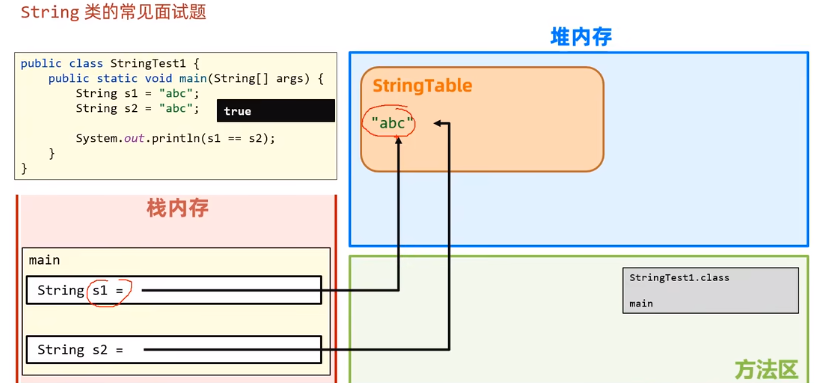 String 类的常见面试题
public class StringTest1 {
public static void main(String[] args) {
String s1 = "abc";
String s2 = "abc";
true
System.out.println(s1 == s2);
}
}
堆内存
StringTable
"abc"
栈内存
main
String s1 =
String s2 =
StringTest1.class
main
方法区